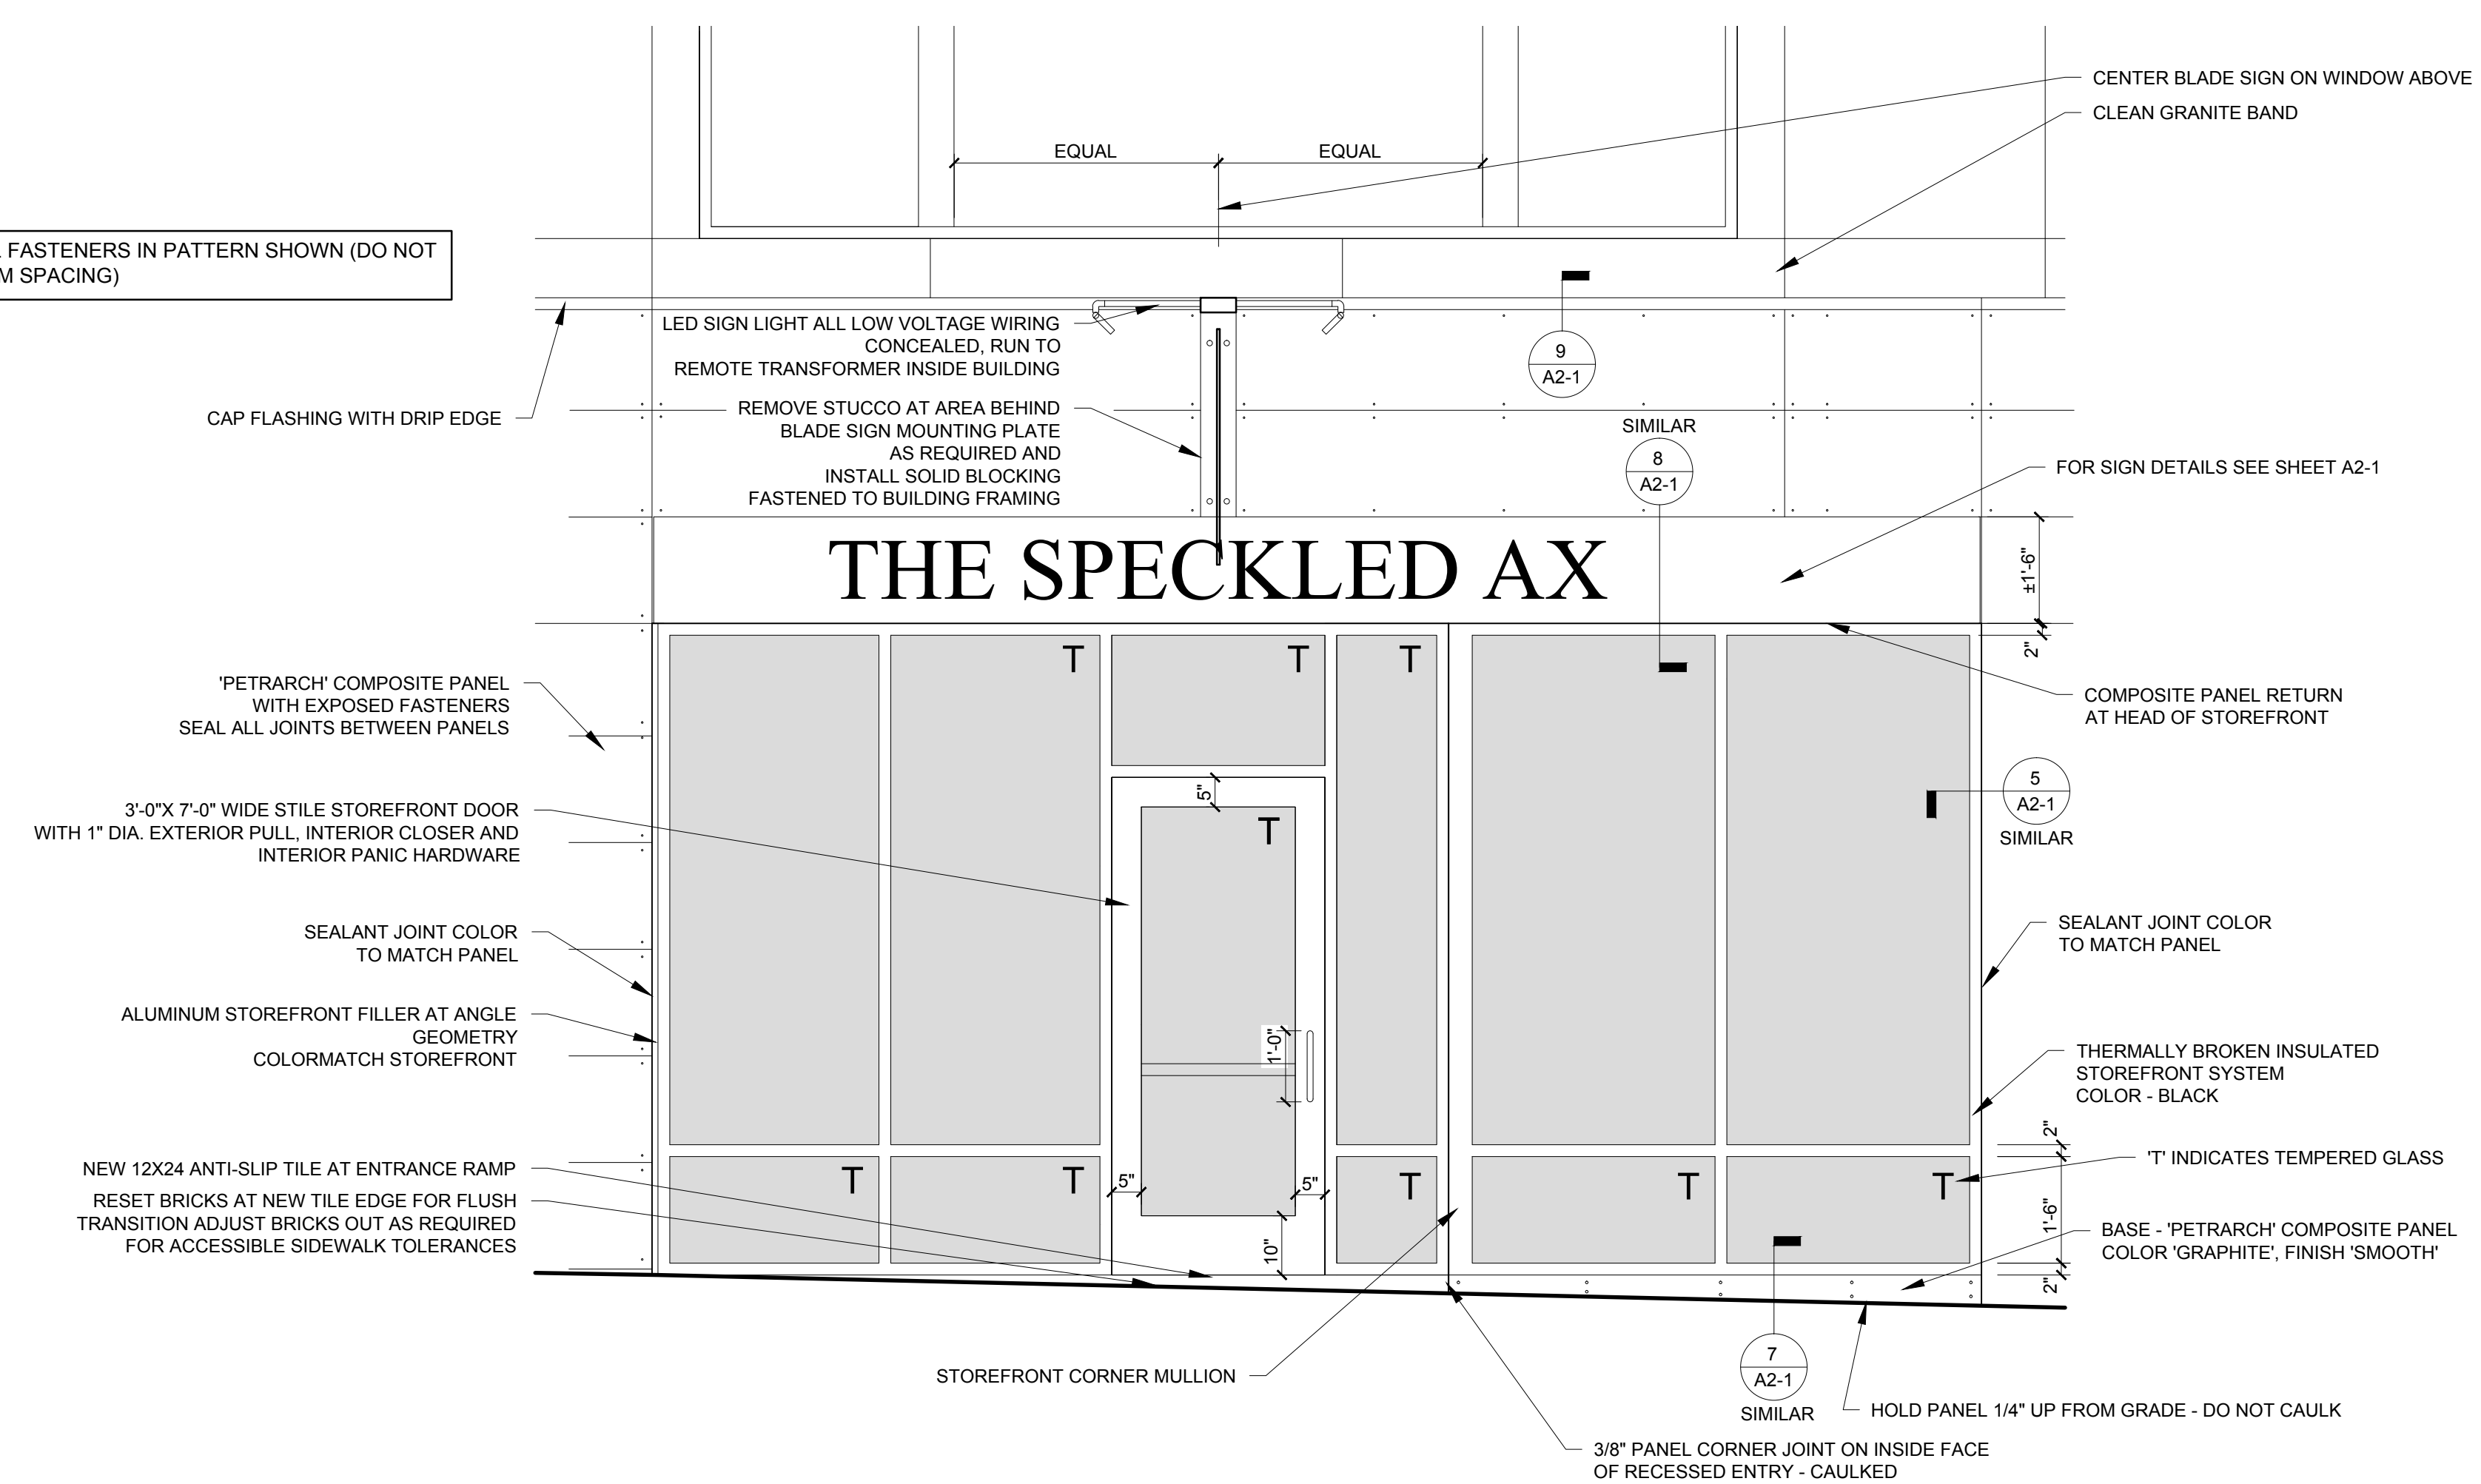 CENTER BLADE SIGN ON WINDOW ABOVE
CLEAN GRANITE BAND
EQUAL
EQUAL
FASTENERS IN PATTERN SHOWN (DO NOT
SPACING)
LED SIGN LIGHT ALL LOW VOLTAGE WIRING
CONCEALED, RUN TO
REMOTE TRANSFORMER INSIDE BUILDING
9
A2-1
CAP FLASHING WITH DRIP EDGE
REMOVE STUCCO AT AREA BEHIND
BLADE SIGN MOUNTING PLATE
AS REQUIRED AND
INSTALL SOLID BLOCKING
FASTENED TO BUILDING FRAMING
SIMILAR
8
A2-1
FOR SIGN DETAILS SEE SHEET A2-1
THE SPECKLED AX
±1'-6"
2"
T
T
T
'PETRARCH' COMPOSITE PANEL
WITH EXPOSED FASTENERS
SEAL ALL JOINTS BETWEEN PANELS
COMPOSITE PANEL RETURN
AT HEAD OF STOREFRONT
5"
T
5
A2-1
SIMILAR
3'-0"X 7'-0" WIDE STILE STOREFRONT DOOR
WITH 1" DIA. EXTERIOR PULL, INTERIOR CLOSER AND
INTERIOR PANIC HARDWARE
SEALANT JOINT COLOR
TO MATCH PANEL
SEALANT JOINT COLOR
TO MATCH PANEL
ALUMINUM STOREFRONT FILLER AT ANGLE
GEOMETRY
COLORMATCH STOREFRONT
1'-0"
THERMALLY BROKEN INSULATED
STOREFRONT SYSTEM
COLOR - BLACK
2"
NEW 12X24 ANTI-SLIP TILE AT ENTRANCE RAMP
T
T
5"
5"
T
T
T
'T' INDICATES TEMPERED GLASS
RESET BRICKS AT NEW TILE EDGE FOR FLUSH
TRANSITION ADJUST BRICKS OUT AS REQUIRED
FOR ACCESSIBLE SIDEWALK TOLERANCES
10"
1'-6"
BASE - 'PETRARCH' COMPOSITE PANEL
COLOR 'GRAPHITE', FINISH 'SMOOTH'
2"
STOREFRONT CORNER MULLION
7
A2-1
SIMILAR
HOLD PANEL 1/4" UP FROM GRADE - DO NOT CAULK
3/8" PANEL CORNER JOINT ON INSIDE FACE
OF RECESSED ENTRY - CAULKED